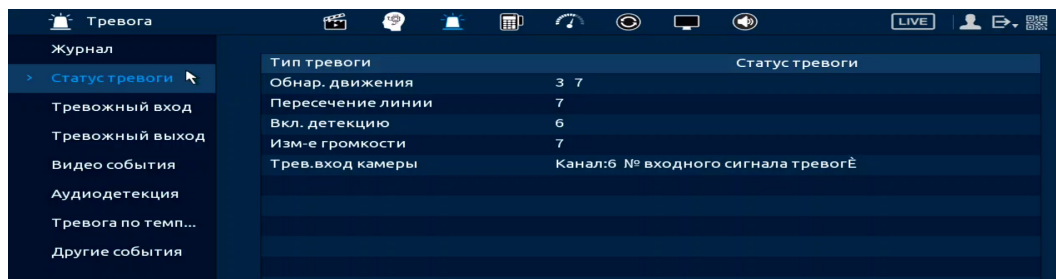 Тревога
LIVE
Журнал
Статус тревоги
Тревожный вход
Тревожный выход
Видео события
Аудиодетекция
Тревога по темп...
Другие события
Тип тревоги Статус тревоги
Обнар. движения 3 7
Пересечение линии 7
Вкл. детекцию 6
Изм-е громкости 7
Трев.вход камеры Канал:6 № входного сигнала тревогÈ